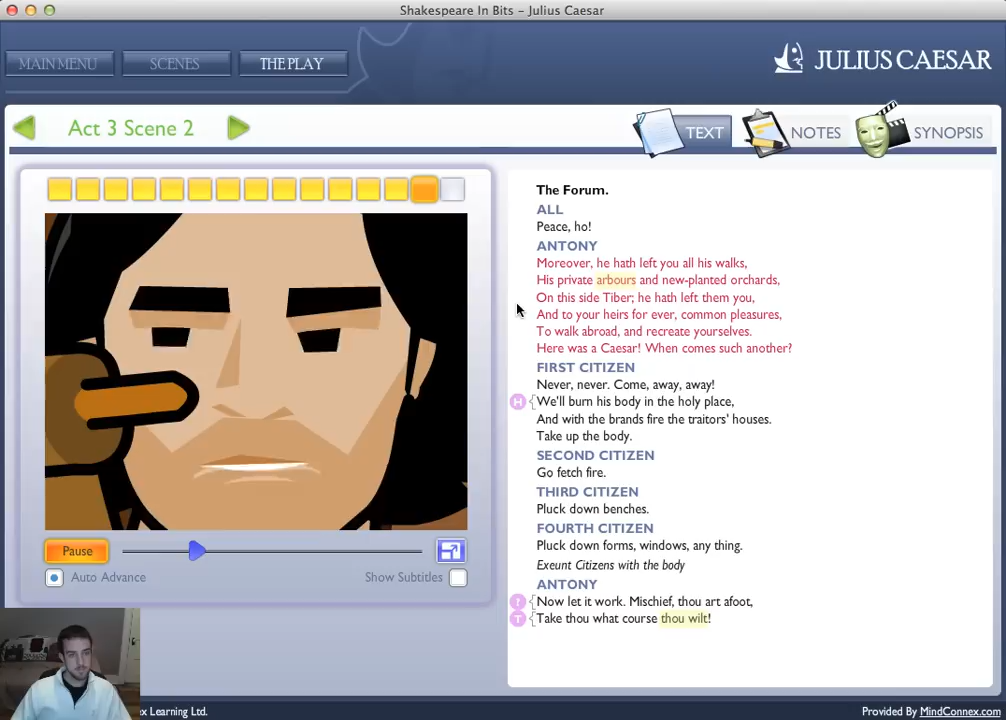 Shakespeare In Bits – Julius Caesar
MAIN MENU
SCENES
THE PLAY
JULIUS CAESAR
Act 3 Scene 2
TEXT
NOTES
SYNOPSIS
Pause
Auto Advance
Show Subtitles
The Forum.
ALL
Peace, ho!
ANTONY
Moreover, he hath left you all his walks,
His private arbours and new-planted orchards,
On this side Tiber; he hath left them you,
And to your heirs for ever, common pleasures,
To walk abroad, and recreate yourselves.
Here was a Caesar! When comes such another?
FIRST CITIZEN
Never, never. Come, away, away!
H We'll burn his body in the holy place,
And with the brands fire the traitors' houses.
Take up the body.
SECOND CITIZEN
Go fetch fire.
THIRD CITIZEN
Pluck down benches.
FOURTH CITIZEN
Pluck down forms, windows, any thing.
Exeunt Citizens with the body
ANTONY
! Now let it work. Mischief, thou art afoot,
T Take thou what course thou wilt!
x Learning Ltd.
Provided By MindConnex.com